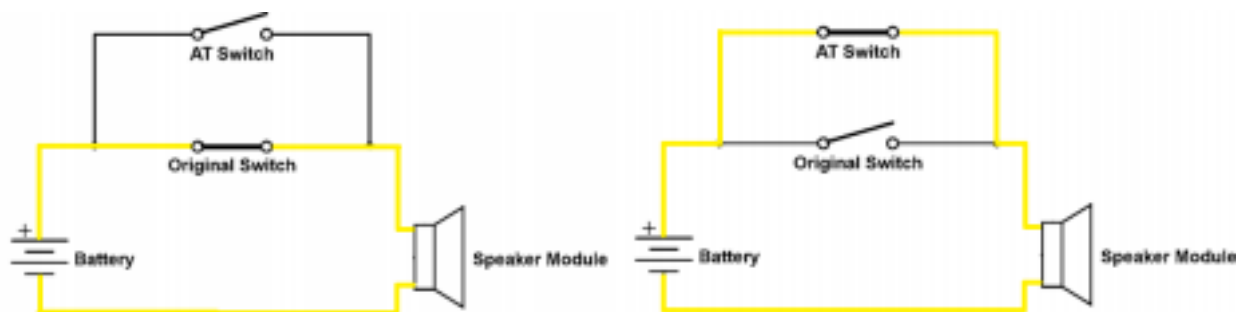 AT Switch
Original Switch
+
Battery
Speaker Module
AT Switch
Original Switch
+
Battery
Speaker Module